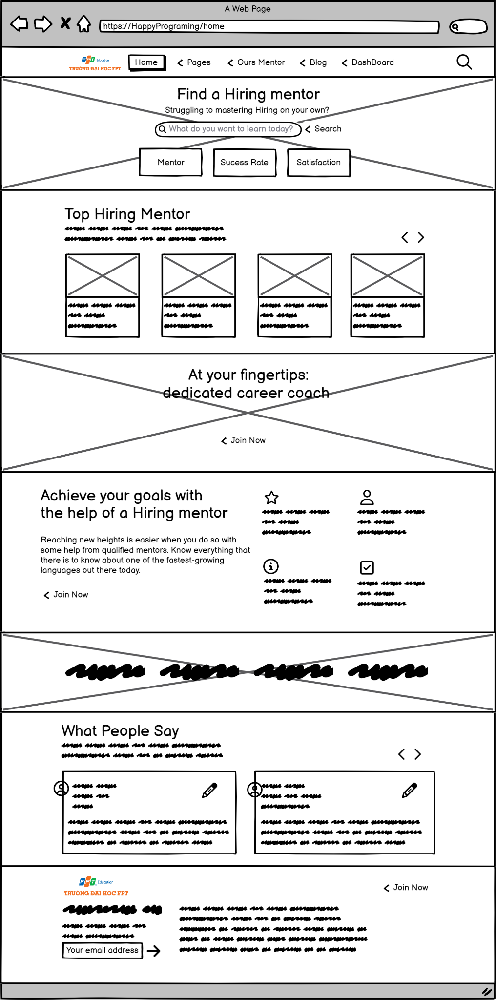 A Web Page
https://HappyPrograming/home
FPT Education
TRƯỜNG ĐẠI HỌC FPT
Home
Pages
Ours Mentor
Blog
DashBoard
Find a Hiring mentor
Struggling to mastering Hiring on your own?
What do you want to learn today?
Search
Mentor
Sucess Rate
Satisfaction
Top Hiring Mentor
At your fingertips:
dedicated career coach
Join Now
Achieve your goals with
the help of a Hiring mentor
Reaching new heights is easier when you do so with
some help from qualified mentors. Know everything that
there is to know about one of the fastest-growing
languages out there today.
Join Now
What People Say
FPT Education
TRƯỜNG ĐẠI HỌC FPT
Join Now
Your email address